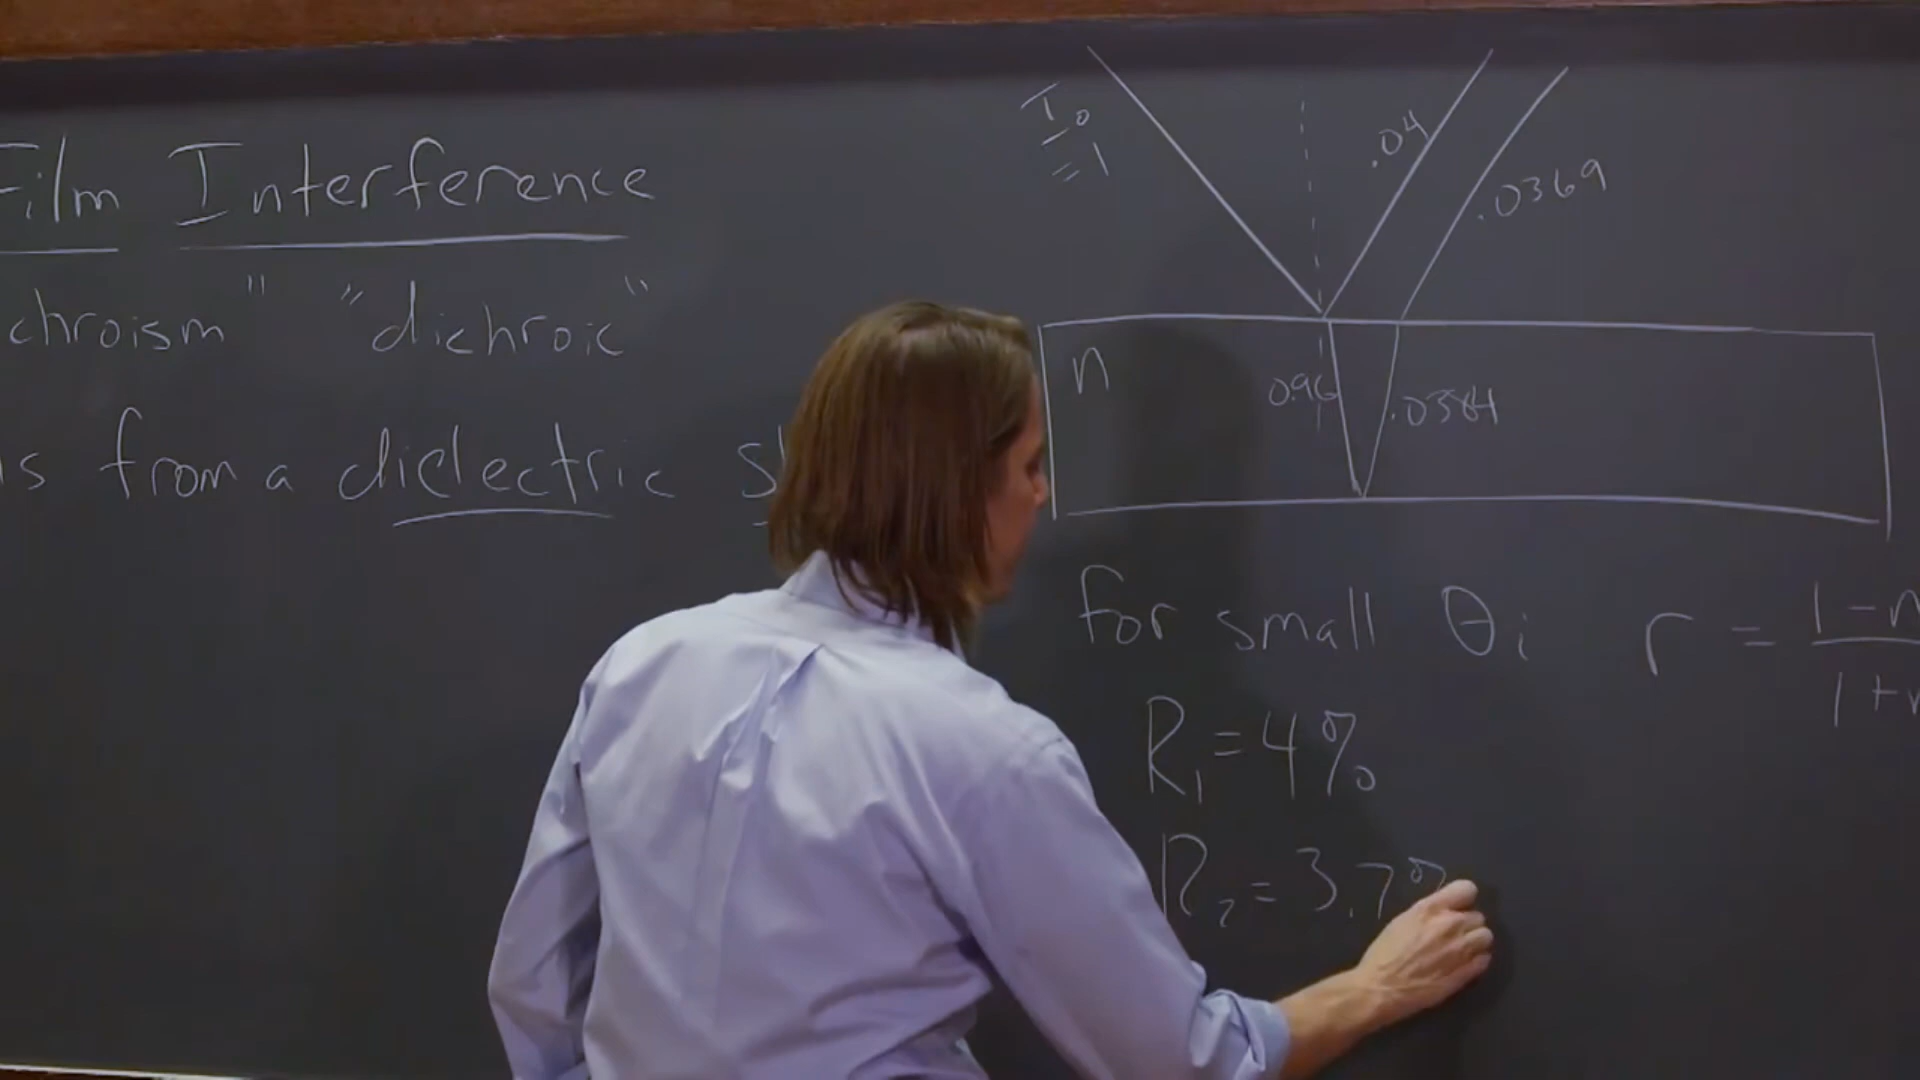 Film Interference
chroism" "dichroic"
s from a dielectric
I₀
=1
.04
.0369
n
0.96
.0384
for small θi r = 1-n
1+n
R₁ = 4%
R₂ = 3.7%